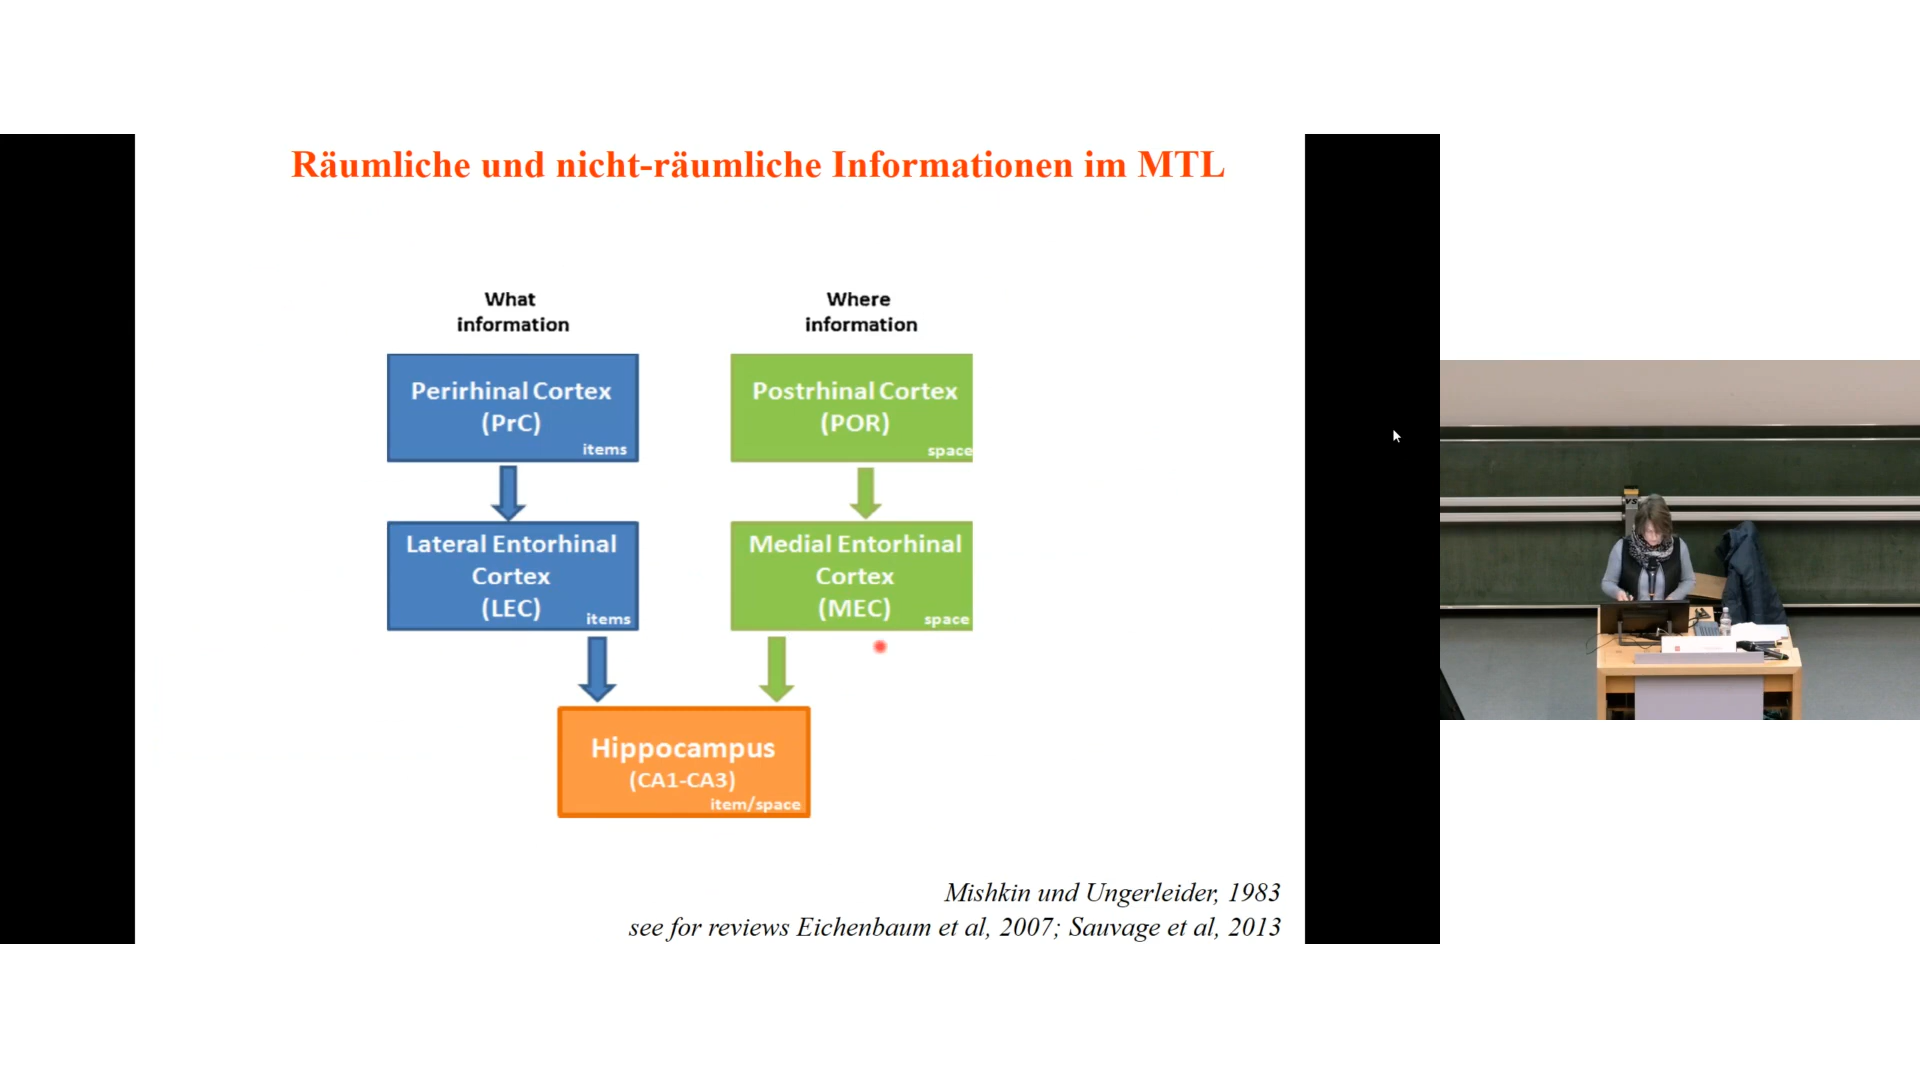 Räumliche und nicht-räumliche Informationen im MTL
What
information
Where
information
Perirhinal Cortex
(PrC)
items
Postrhinal Cortex
(POR)
space
Lateral Entorhinal
Cortex
(LEC)
items
Medial Entorhinal
Cortex
(MEC)
space
Hippocampus
(CA1-CA3)
item/space
Mishkin und Ungerleider, 1983
see for reviews Eichenbaum et al, 2007; Sauvage et al, 2013